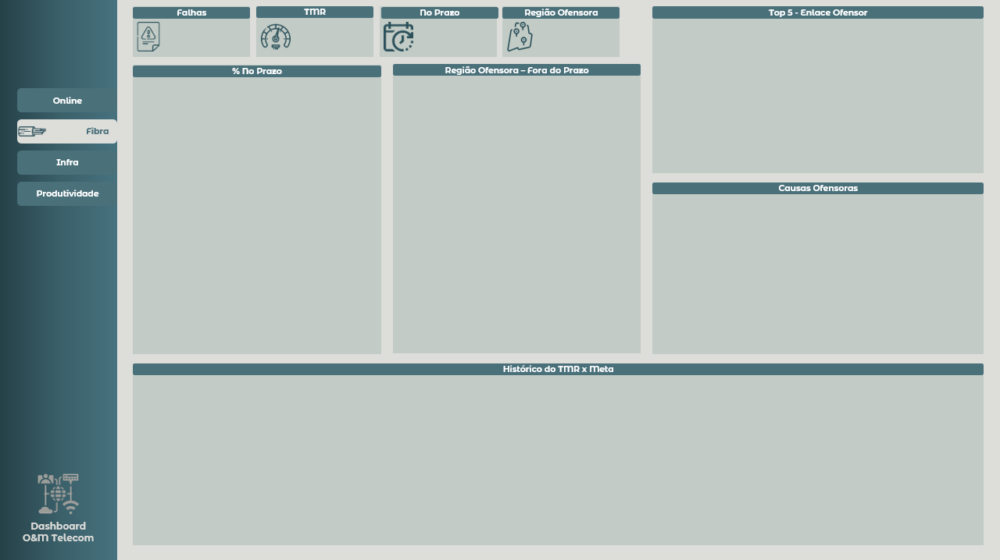 Falhas
TMR
No Prazo
Região Ofensora
Top 5 - Enlace Ofensor
% No Prazo
Região Ofensora – Fora do Prazo
Online
Fibra
Infra
Produtividade
Causas Ofensoras
Histórico do TMR x Meta
Dashboard
O&M Telecom